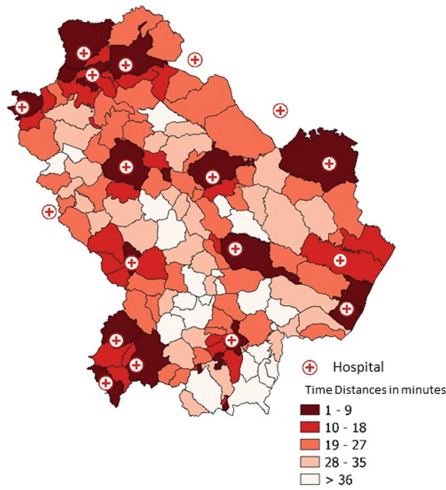 Hospital
Time Distances in minutes
1 - 9
10 - 18
19 - 27
28 - 35
> 36